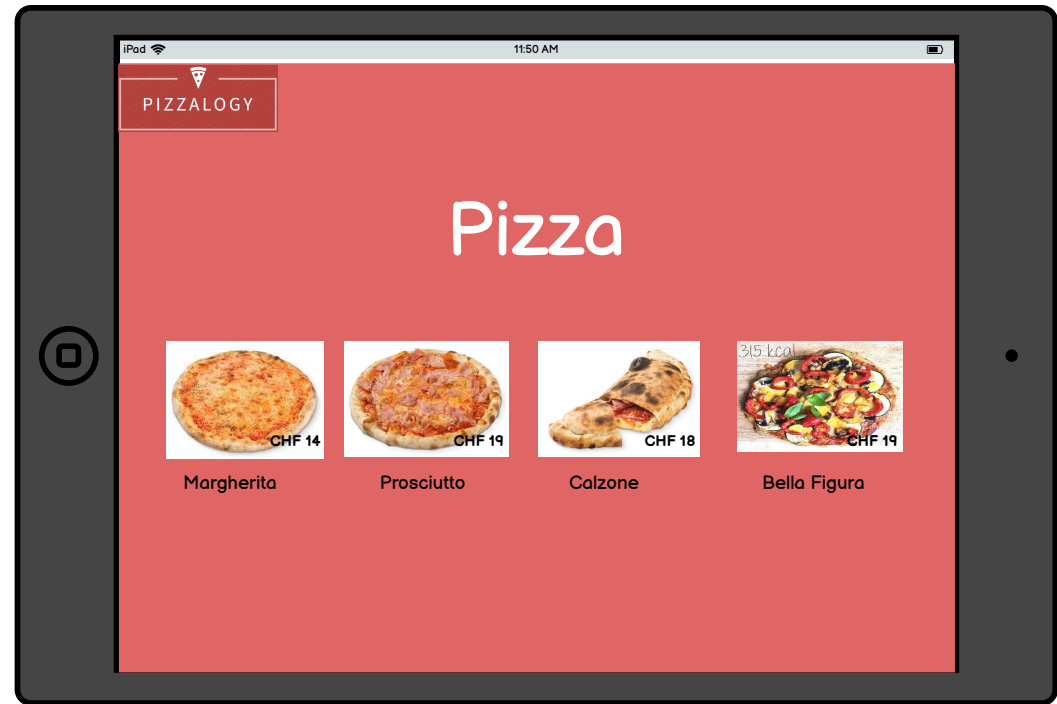 iPad 11:50 AM
PIZZALOGY
Pizza
315 kcal
CHF 14 CHF 19 CHF 18 CHF 19
Margherita Prosciutto Calzone Bella Figura